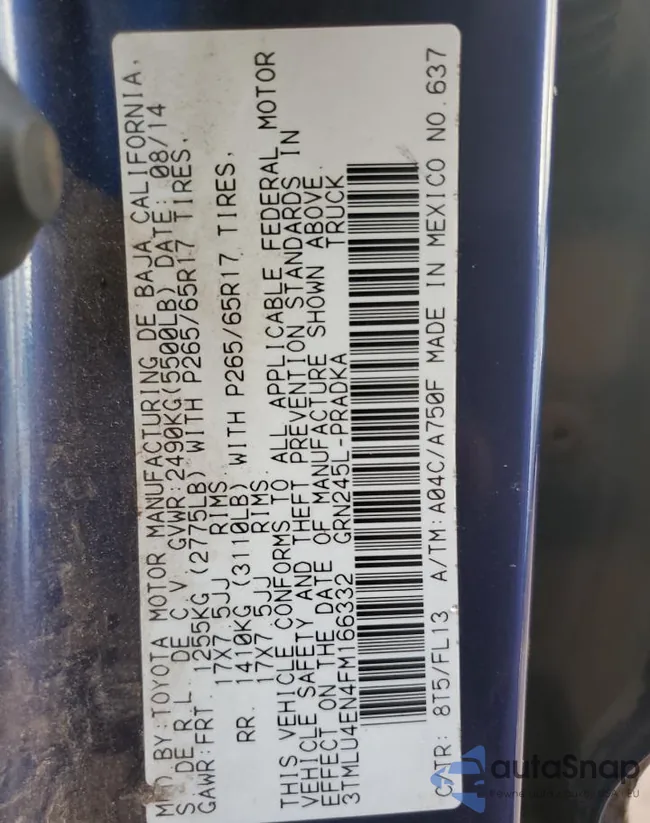 MFD BY:TOYOTA MOTOR MANUFACTURING DE BAJA CALIFORNIA,
S DE R.L DE C.V GVWR:2490KG(5500LB) DATE: 08/14
GAWR:FRT. 1255KG (2775LB) WITH P265/65R17 TIRES,
17X7.5JJ RIMS
RR. 1410KG (3110LB) WITH P265/65R17 TIRES,
17X7.5JJ RIMS.
THIS VEHICLE CONFORMS TO ALL APPLICABLE FEDERAL MOTOR
VEHICLE SAFETY AND THEFT PREVENTION STANDARDS IN
EFFECT ON THE DATE OF MANUFACTURE SHOWN ABOVE.
3TMLU4EN4FM166332 GRN245L-PRADKA TRUCK
C/TR: 8T5/FL13 A/TM:A04C/A750F MADE IN MEXICO NO.637
autoSnap